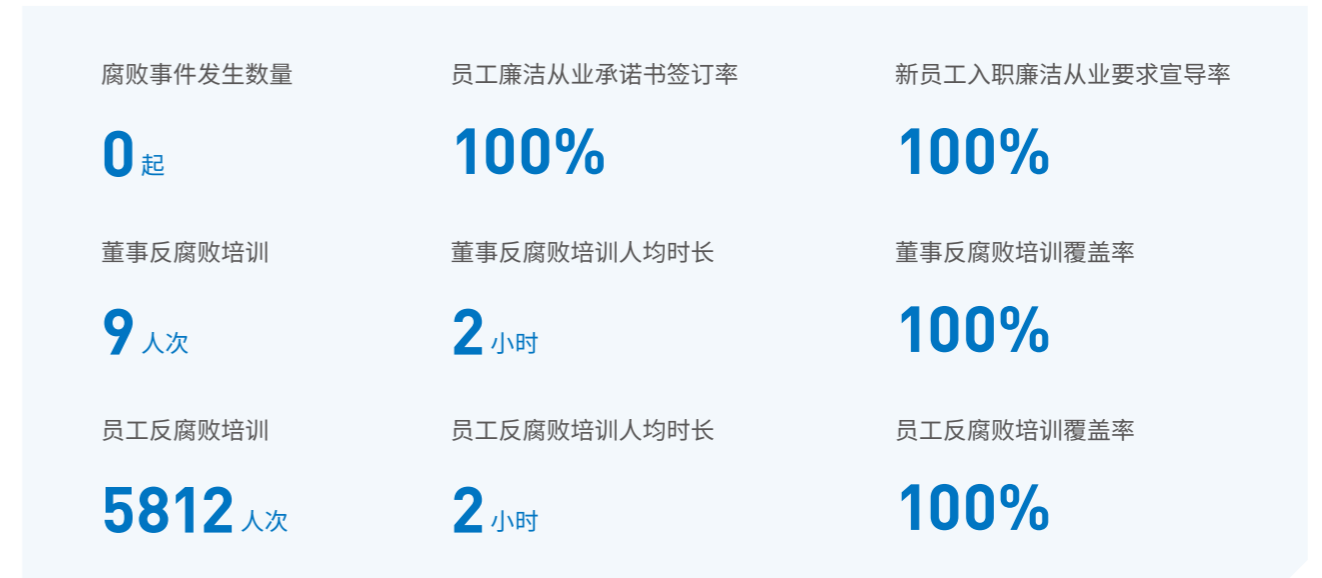 腐败事件发生数量
员工廉洁从业承诺书签订率
新员工入职廉洁从业要求宣导率
0 起
100%
100%
董事反腐败培训
董事反腐败培训人均时长
董事反腐败培训覆盖率
9 人次
2 小时
100%
员工反腐败培训
员工反腐败培训人均时长
员工反腐败培训覆盖率
5812 人次
2 小时
100%